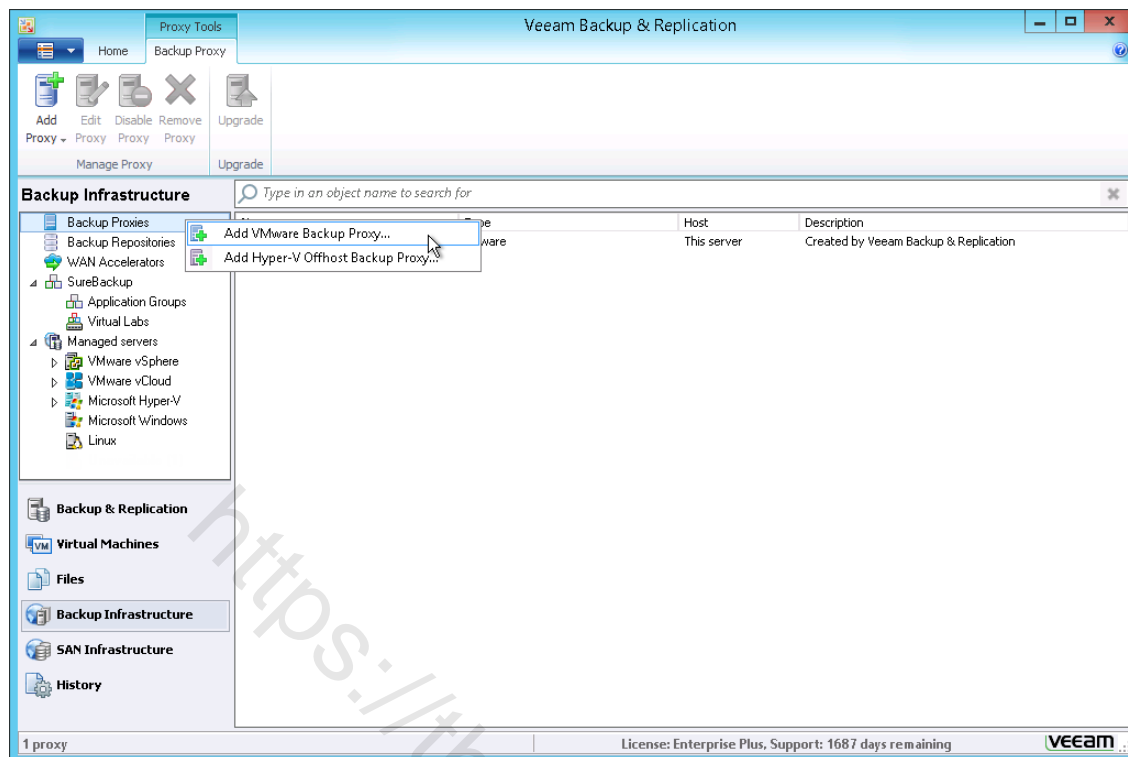 Proxy Tools
Veeam Backup & Replication
Home Backup Proxy
Add Proxy
Edit Proxy
Disable Proxy
Remove Proxy
Upgrade
Manage Proxy
Upgrade
Backup Infrastructure
Type in an object name to search for
Host Description
This server Created by Veeam Backup & Replication
Backup Proxies
Add VMware Backup Proxy...
Add Hyper-V Offhost Backup Proxy...
Backup Repositories
WAN Accelerators
SureBackup
Application Groups
Virtual Labs
Managed servers
VMware vSphere
VMware vCloud
Microsoft Hyper-V
Microsoft Windows
Linux
Backup & Replication
VM Virtual Machines
Files
Backup Infrastructure
SAN Infrastructure
History
https://th
1 proxy
License: Enterprise Plus, Support: 1687 days remaining
veeam